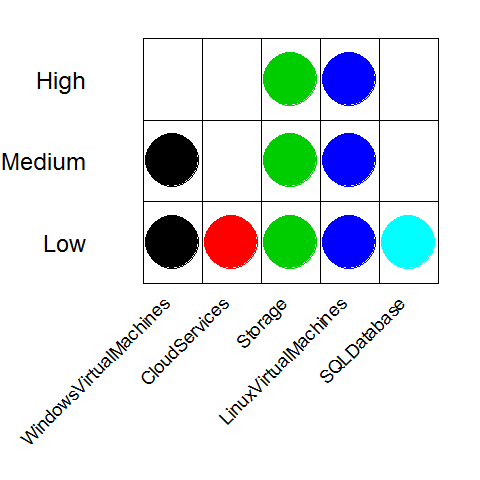 High
Medium
Low
WindowsVirtualMachines
CloudServices
Storage
LinuxVirtualMachines
SQLDatabase